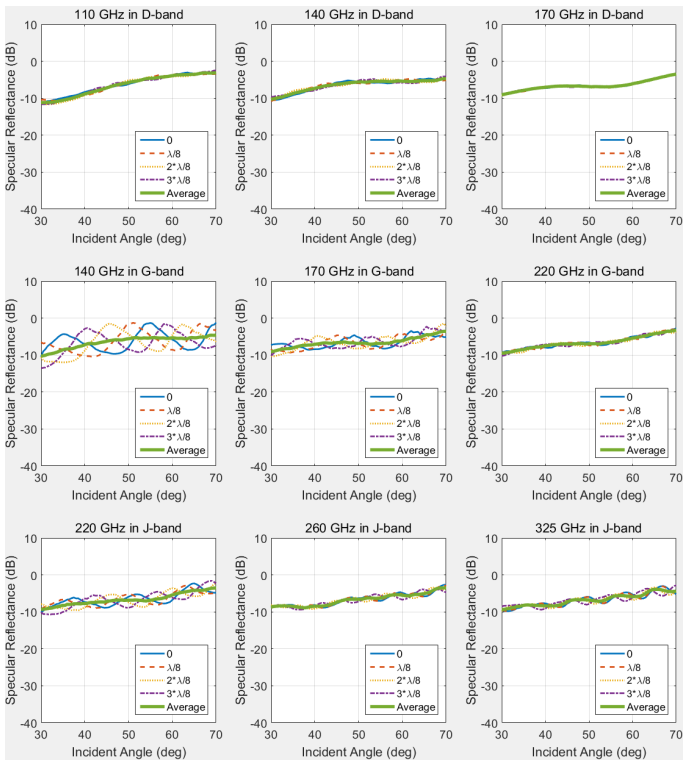 110 GHz in D-band
10
0
-10
-20
-30
-40
Specular Reflectance (dB)
0
λ/8
2*λ/8
3*λ/8
Average
30 40 50 60 70
Incident Angle (deg)
140 GHz in D-band
10
0
-10
-20
-30
-40
Specular Reflectance (dB)
0
λ/8
2*λ/8
3*λ/8
Average
30 40 50 60 70
Incident Angle (deg)
170 GHz in D-band
10
0
-10
-20
-30
-40
Specular Reflectance (dB)
0
λ/8
2*λ/8
3*λ/8
Average
30 40 50 60 70
Incident Angle (deg)
140 GHz in G-band
10
0
-10
-20
-30
-40
Specular Reflectance (dB)
0
λ/8
2*λ/8
3*λ/8
Average
30 40 50 60 70
Incident Angle (deg)
170 GHz in G-band
10
0
-10
-20
-30
-40
Specular Reflectance (dB)
0
λ/8
2*λ/8
3*λ/8
Average
30 40 50 60 70
Incident Angle (deg)
220 GHz in G-band
10
0
-10
-20
-30
-40
Specular Reflectance (dB)
0
λ/8
2*λ/8
3*λ/8
Average
30 40 50 60 70
Incident Angle (deg)
220 GHz in J-band
10
0
-10
-20
-30
-40
Specular Reflectance (dB)
0
λ/8
2*λ/8
3*λ/8
Average
30 40 50 60 70
Incident Angle (deg)
260 GHz in J-band
10
0
-10
-20
-30
-40
Specular Reflectance (dB)
0
λ/8
2*λ/8
3*λ/8
Average
30 40 50 60 70
Incident Angle (deg)
325 GHz in J-band
10
0
-10
-20
-30
-40
Specular Reflectance (dB)
0
λ/8
2*λ/8
3*λ/8
Average
30 40 50 60 70
Incident Angle (deg)